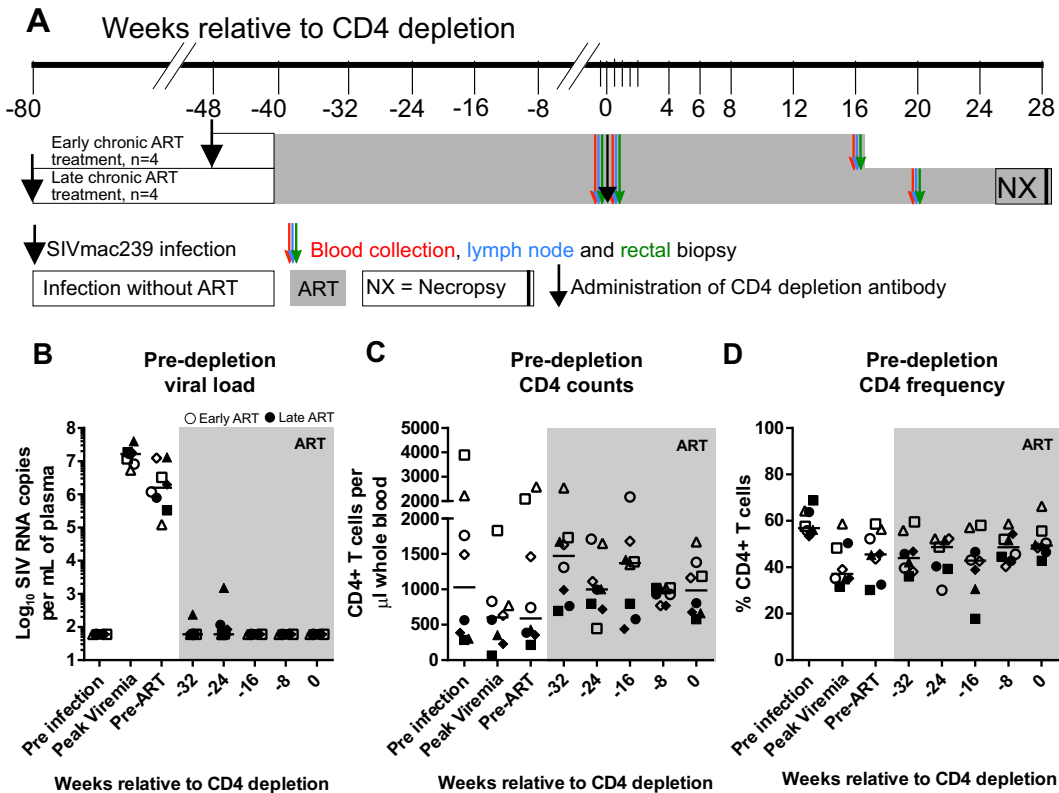 A
Weeks relative to CD4 depletion
-80 -48 -40 -32 -24 -16 -8 0 4 6 8 12 16 20 24 28
Early chronic ART
treatment, n=4
Late chronic ART
treatment, n=4
NX
SIVmac239 infection
Blood collection, lymph node and rectal biopsy
Infection without ART
ART
NX = Necropsy
Administration of CD4 depletion antibody
B
Pre-depletion
viral load
Early ART Late ART
ART
Log₁₀ SIV RNA copies
per mL of plasma
8
7
6
5
4
3
2
1
Pre infection
Peak Viremia
Pre-ART
-32
-24
-16
-8
0
Weeks relative to CD4 depletion
C
Pre-depletion
CD4 counts
ART
CD4+ T cells per
µl whole blood
5000
4000
3000
2000
2000
1500
1000
500
0
Pre infection
Peak Viremia
Pre-ART
-32
-24
-16
-8
0
Weeks relative to CD4 depletion
D
Pre-depletion
CD4 frequency
ART
% CD4+ T cells
100
80
60
40
20
0
Pre infection
Peak Viremia
Pre-ART
-32
-24
-16
-8
0
Weeks relative to CD4 depletion